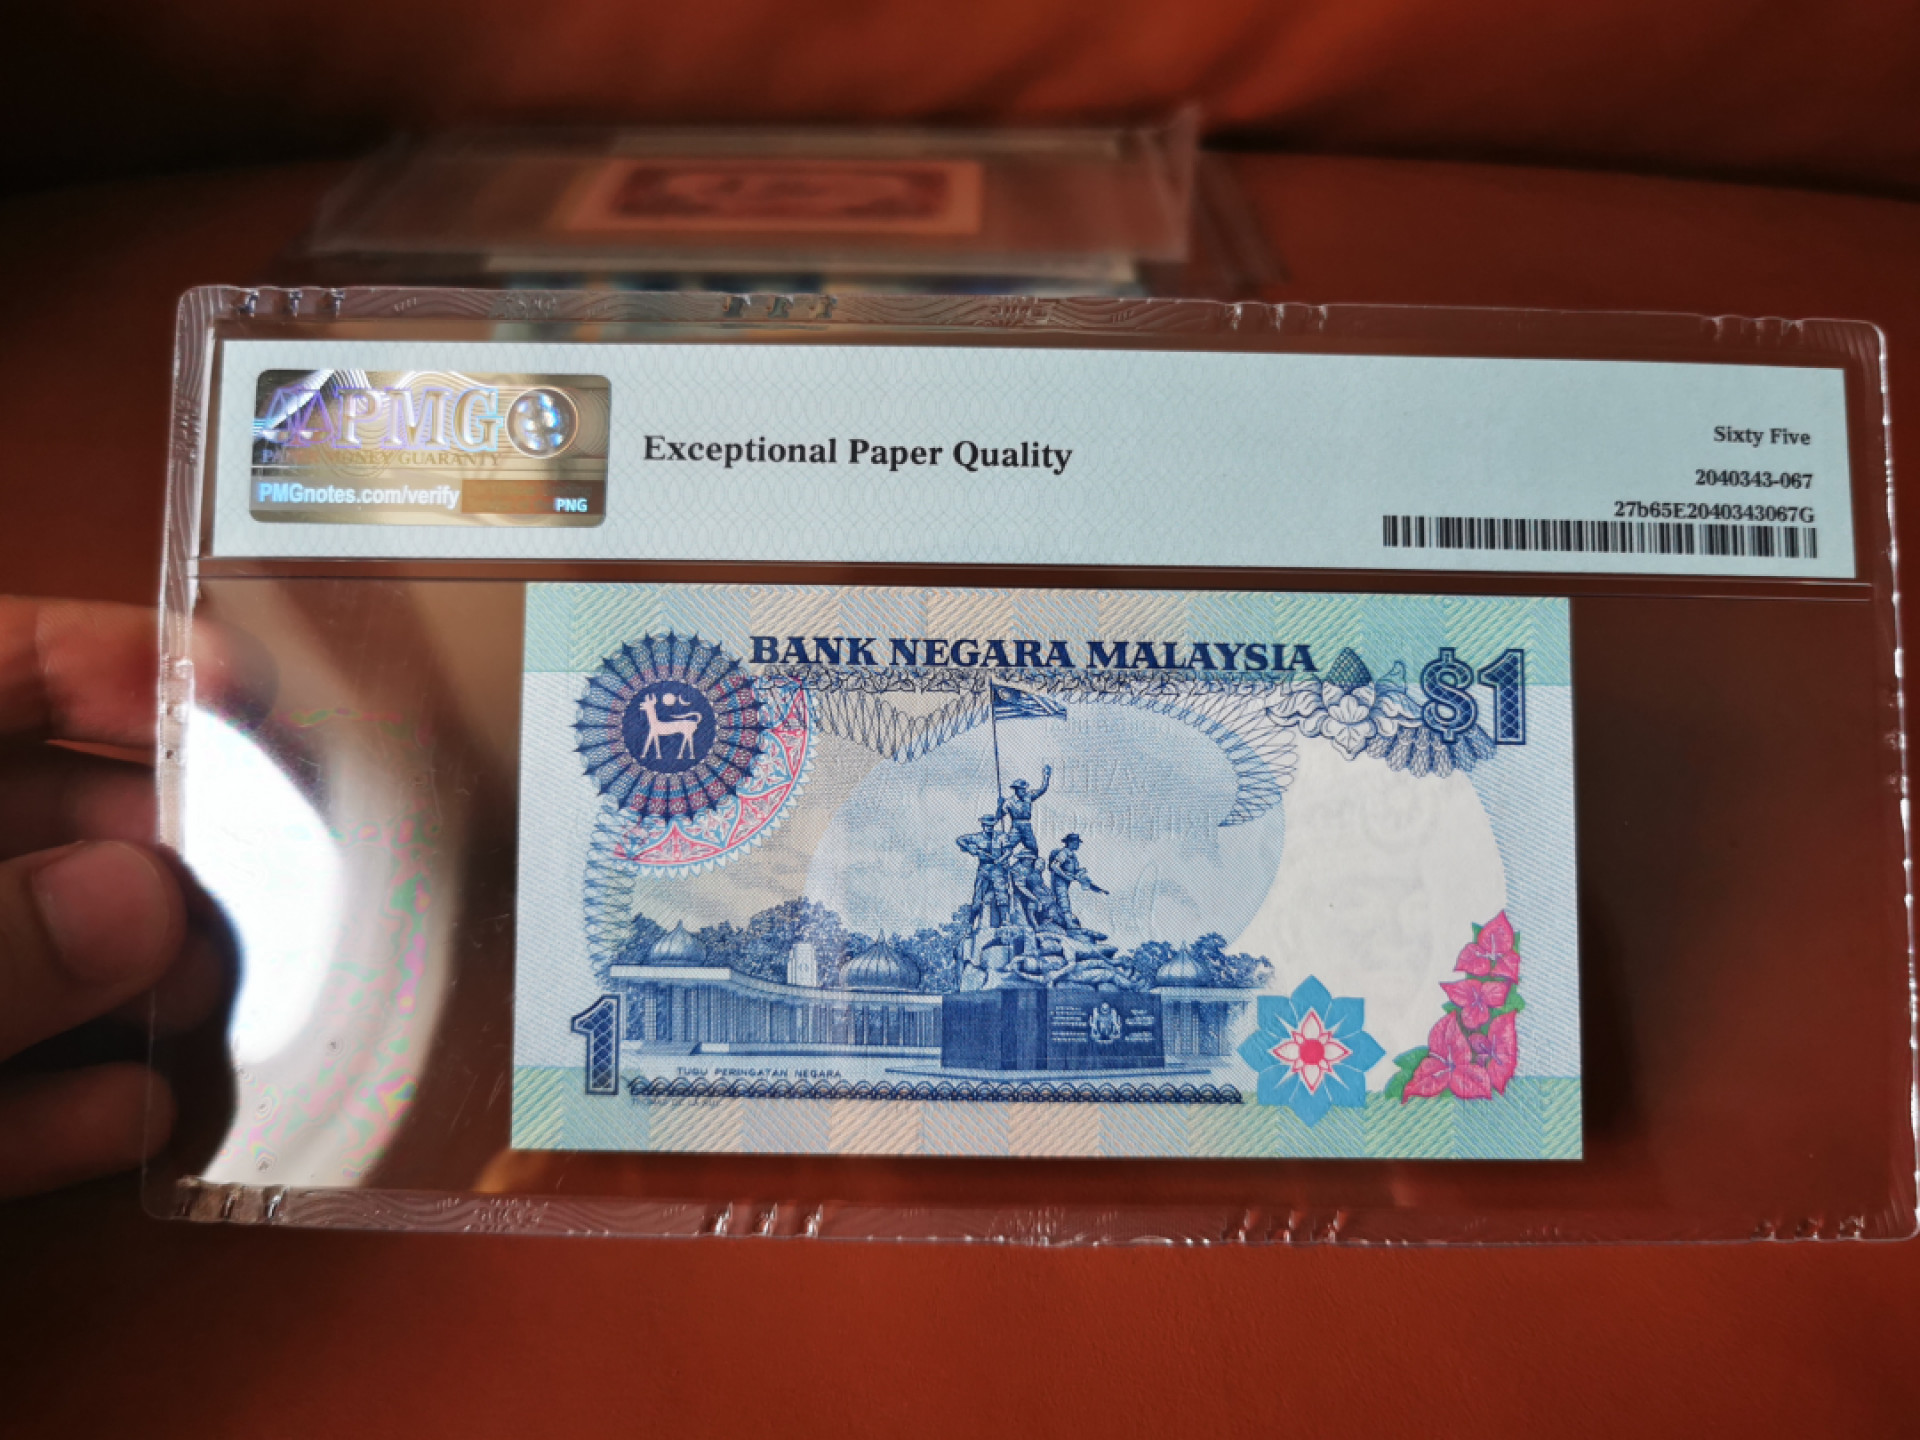 PMG
PAPER MONEY GUARANTY
PMGnotes.com/verify
PNG
Exceptional Paper Quality
Sixty Five
2040343-067
27b65E2040343067G
BANK NEGARA MALAYSIA
$1
1
TUGU PERINGATAN NEGARA